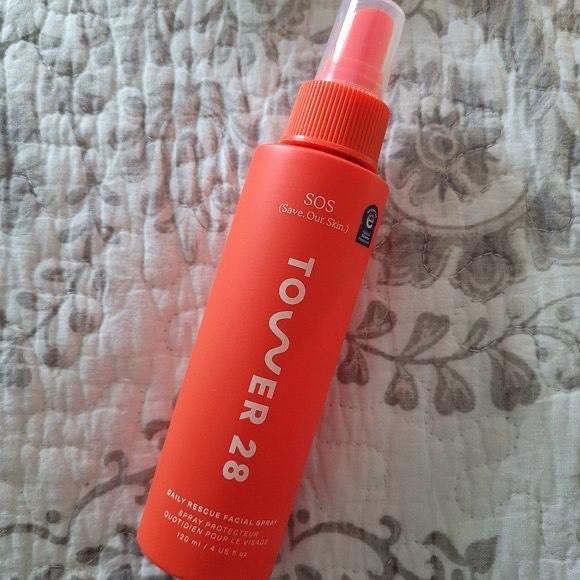 SOS
(Save. Our. Skin.)
TOWER 28
DAILY RESCUE FACIAL SPRAY
SPRAY PROTECTEUR
QUOTIDIEN POUR LE VISAGE
120 ml / 4 US fl oz